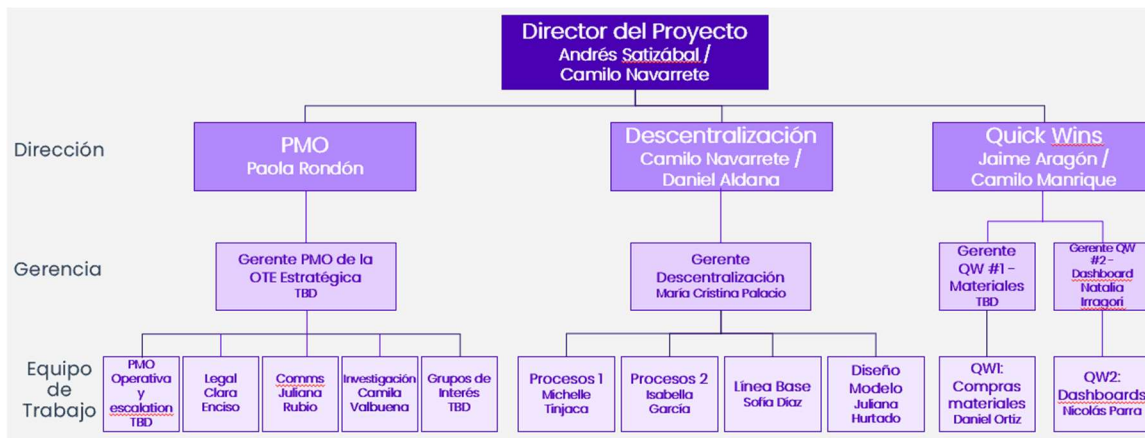 Director del Proyecto
Andrés Satizábal /
Camilo Navarrete
Dirección
PMO
Paola Rondón
Descentralización
Camilo Navarrete /
Daniel Aldana
Quick Wins
Jaime Aragón /
Camilo Manrique
Gerencia
Gerente PMO de la
OTE Estratégica
TBD
Gerente
Descentralización
María Cristina Palacio
Gerente
QW #1 -
Materiales
TBD
Gerente QW
#2 -
Dashboard
Natalia
Irragori
Equipo
de
Trabajo
PMO
Operativa
y
escalation
TBD
Legal
Clara
Enciso
Comms
Juliana
Rubio
Investigación
Camila
Valbuena
Grupos de
Interés
TBD
Procesos 1
Michelle
Tinjaca
Procesos 2
Isabella
García
Línea Base
Sofia Diaz
Diseño
Modelo
Juliana
Hurtado
QW1:
Compras
materiales
Daniel Ortiz
QW2:
Dashboards
Nicolás Parra